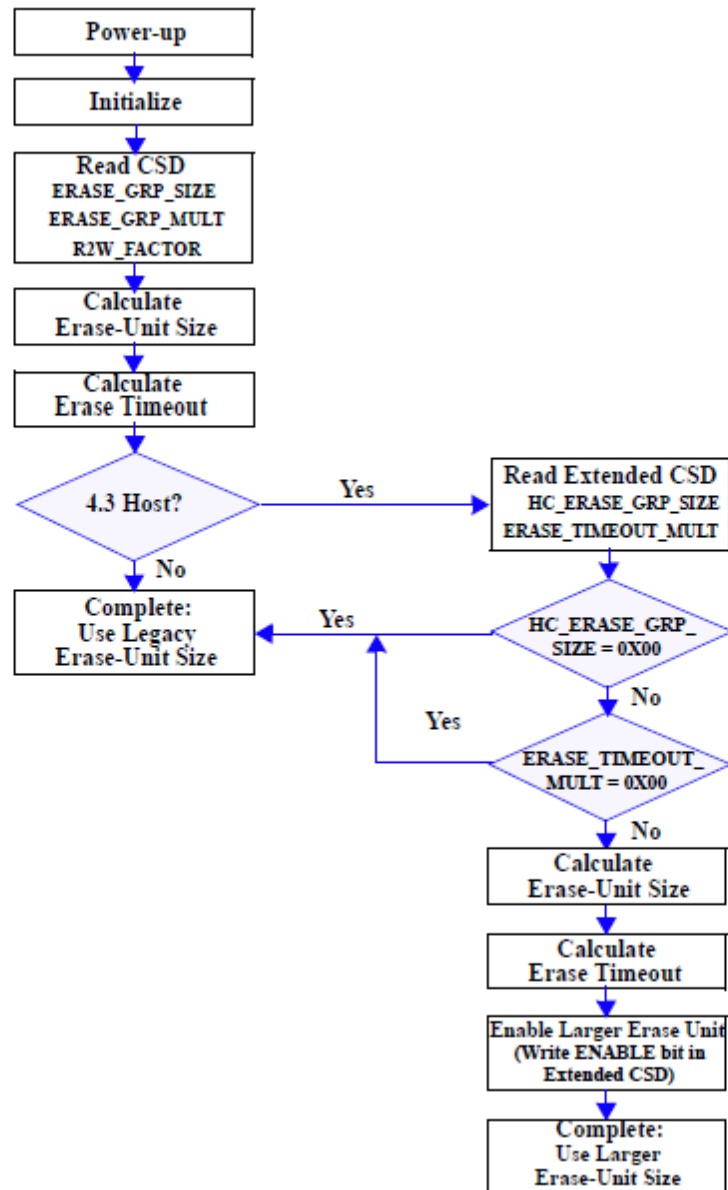 Power-up
Initialize
Read CSD
ERASE_GRP_SIZE
ERASE_GRP_MULT
R2W_FACTOR
Calculate
Erase-Unit Size
Calculate
Erase Timeout
4.3 Host?
Yes
Read Extended CSD
HC_ERASE_GRP_SIZE
ERASE_TIMEOUT_MULT
No
Complete:
Use Legacy
Erase-Unit Size
Yes
HC_ERASE_GRP_
SIZE = 0X00
No
Yes
ERASE_TIMEOUT_
MULT = 0X00
No
Calculate
Erase-Unit Size
Calculate
Erase Timeout
Enable Larger Erase Unit
(Write ENABLE bit in
Extended CSD)
Complete:
Use Larger
Erase-Unit Size